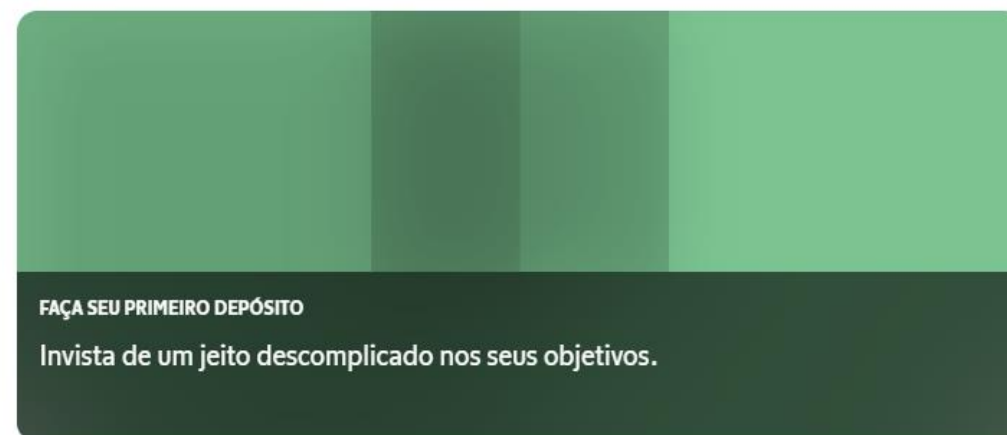 FAÇA SEU PRIMEIRO DEPÓSITO
Invista de um jeito descomplicado nos seus objetivos.